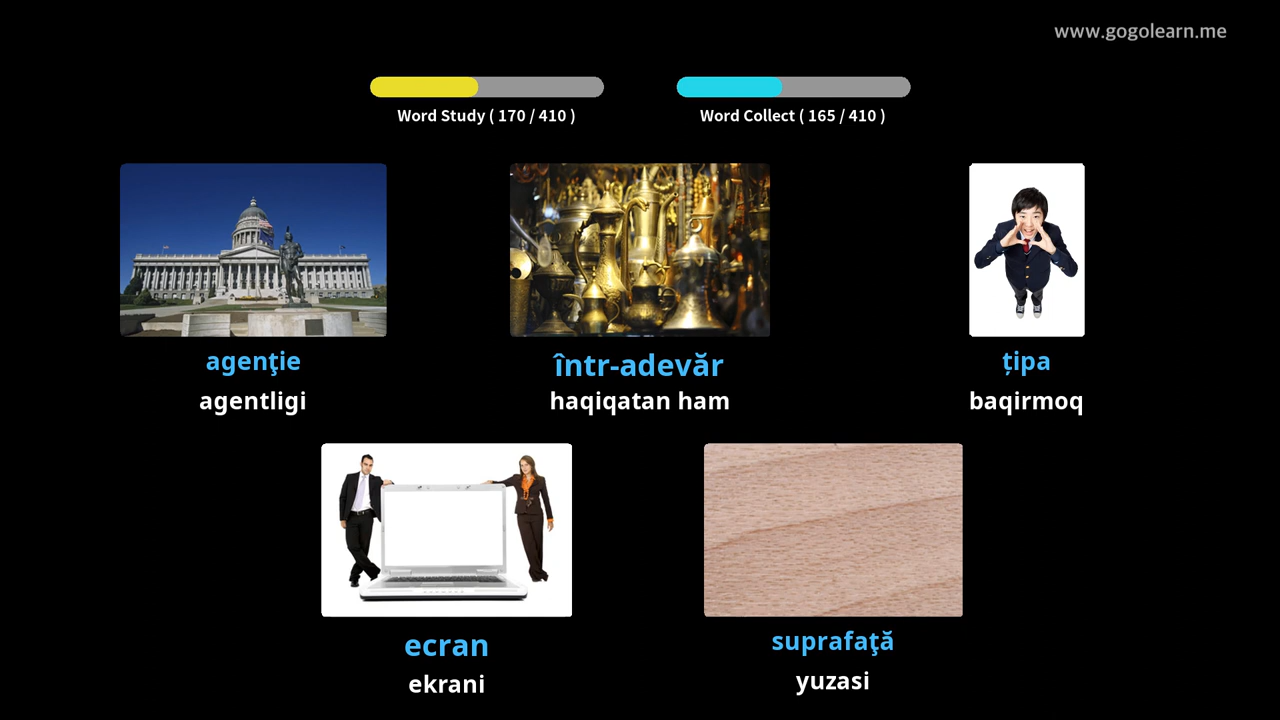 www.gogolearn.me
Word Study ( 170 / 410 )
Word Collect ( 165 / 410 )
agenţie
agentligi
într-adevăr
haqiqatan ham
țipa
baqirmoq
ecran
ekrani
suprafaţă
yuzasi